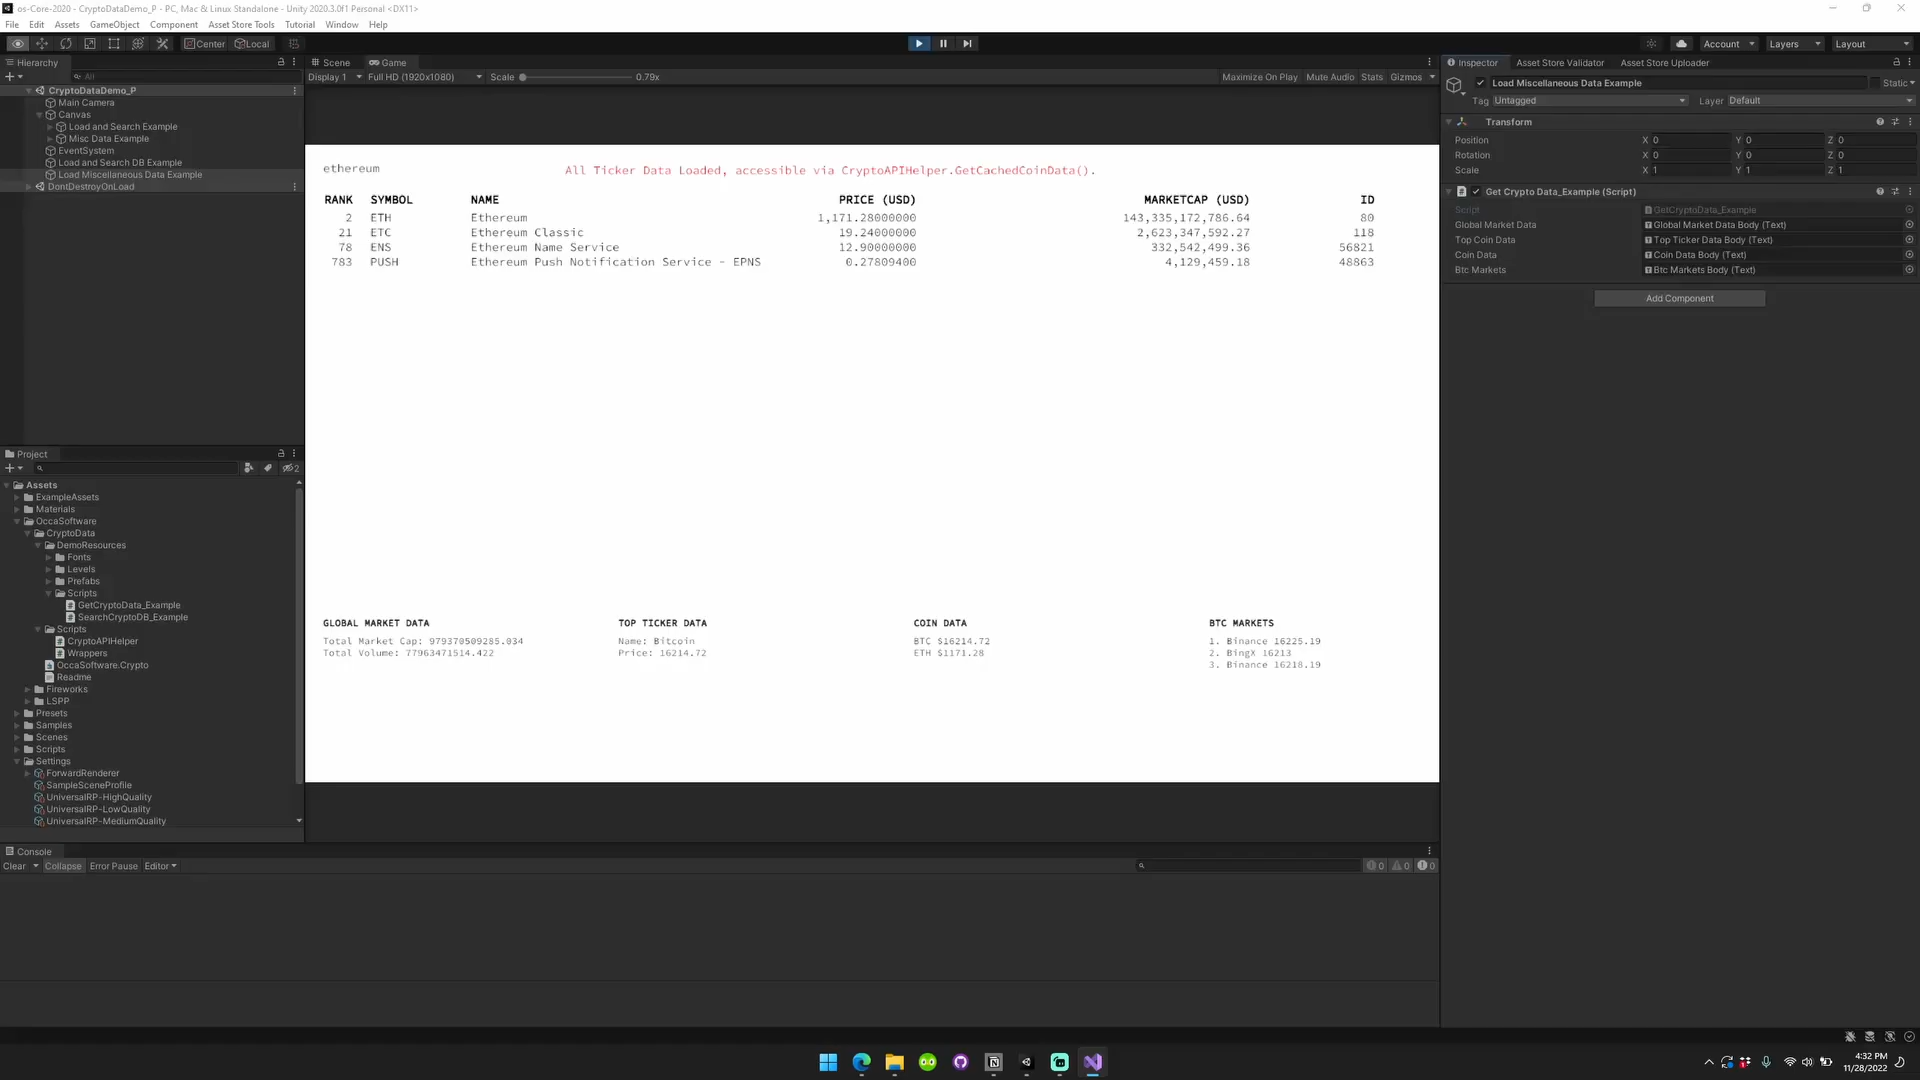 os-Core-2020 - CryptoDataDemo_P - PC, Mac & Linux Standalone - Unity 2020.3.0f1 Personal <DX11>
File Edit Assets GameObject Component Asset Store Tools Tutorial Window Help
Center Local
Account Layers Layout
Hierarchy
All
CryptoDataDemo_P
Main Camera
Canvas
Load and Search Example
Misc Data Example
EventSystem
Load and Search DB Example
Load Miscellaneous Data Example
DontDestroyOnLoad
Scene Game
Display 1 Full HD (1920x1080) Scale 0.79x Maximize On Play Mute Audio Stats Gizmos
ethereum All Ticker Data Loaded, accessible via CryptoAPIHelper.GetCachedCoinData().
RANK SYMBOL NAME PRICE (USD) MARKETCAP (USD) ID
2 ETH Ethereum 1,171.28000000 143,335,172,786.64 80
21 ETC Ethereum Classic 19.24000000 2,623,347,592.27 118
78 ENS Ethereum Name Service 12.90000000 332,542,499.36 56821
783 PUSH Ethereum Push Notification Service - EPNS 0.27809400 4,129,459.18 48863
GLOBAL MARKET DATA TOP TICKER DATA COIN DATA BTC MARKETS
Total Market Cap: 979370509285.034 Name: Bitcoin BTC $16214.72 1. Binance 16225.19
Total Volume: 77963471514.422 Price: 16214.72 ETH $1171.28 2. BingX 16213
3. Binance 16218.19
Inspector Asset Store Validator Asset Store Uploader
Load Miscellaneous Data Example Static
Tag Untagged Layer Default
Transform
Position X 0 Y 0 Z 0
Rotation X 0 Y 0 Z 0
Scale X 1 Y 1 Z 1
Get Crypto Data_Example (Script)
Script GetCryptoData_Example
Global Market Data Global Market Data Body (Text)
Top Coin Data Top Ticker Data Body (Text)
Coin Data Coin Data Body (Text)
Btc Markets Btc Markets Body (Text)
Add Component
Project
2
Assets
ExampleAssets
Materials
OccaSoftware
CryptoData
DemoResources
Fonts
Levels
Prefabs
Scripts
GetCryptoData_Example
SearchCryptoDB_Example
Scripts
CryptoAPIHelper
Wrappers
OccaSoftware.Crypto
Readme
Fireworks
LSPP
Presets
Samples
Scenes
Scripts
Settings
ForwardRenderer
SampleSceneProfile
UniversalRP-HighQuality
UniversalRP-LowQuality
UniversalRP-MediumQuality
Console
Clear Collapse Error Pause Editor 0 0 0
4:32 PM
11/28/2022